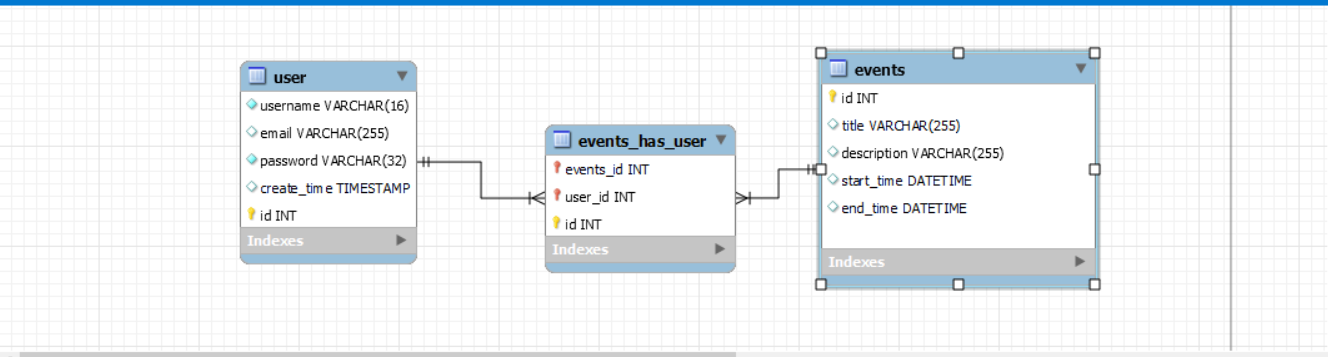 user
username VARCHAR(16)
email VARCHAR(255)
password VARCHAR(32)
create_time TIMESTAMP
id INT
Indexes
events_has_user
events_id INT
user_id INT
id INT
Indexes
events
id INT
title VARCHAR(255)
description VARCHAR(255)
start_time DATETIME
end_time DATETIME
Indexes